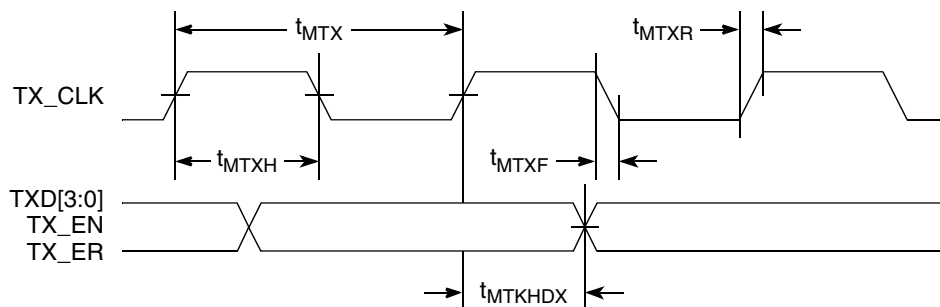 tMTX
tMTXR
TX_CLK
tMTXH
tMTXF
TXD[3:0]
TX_EN
TX_ER
tMTKHDX